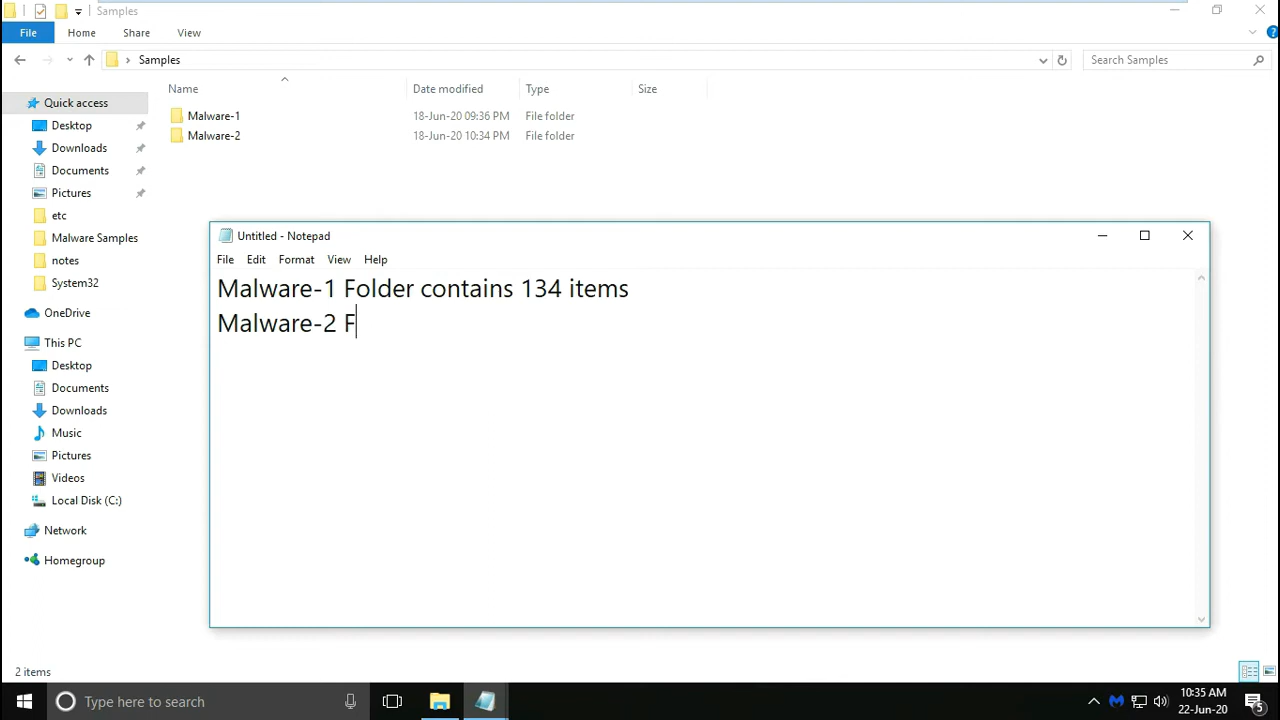 Samples
File
Home
Share
View
Samples
Search Samples
Name
Date modified
Type
Size
Quick access
Malware-1
18-Jun-20 09:36 PM
File folder
Desktop
Malware-2
18-Jun-20 10:34 PM
File folder
Downloads
Documents
Pictures
etc
Malware Samples
notes
System32
OneDrive
This PC
Desktop
Documents
Downloads
Music
Pictures
Videos
Local Disk (C:)
Network
Homegroup
Untitled - Notepad
File
Edit
Format
View
Help
Malware-1 Folder contains 134 items
Malware-2 F
2 items
Type here to search
10:35 AM
22-Jun-20
5